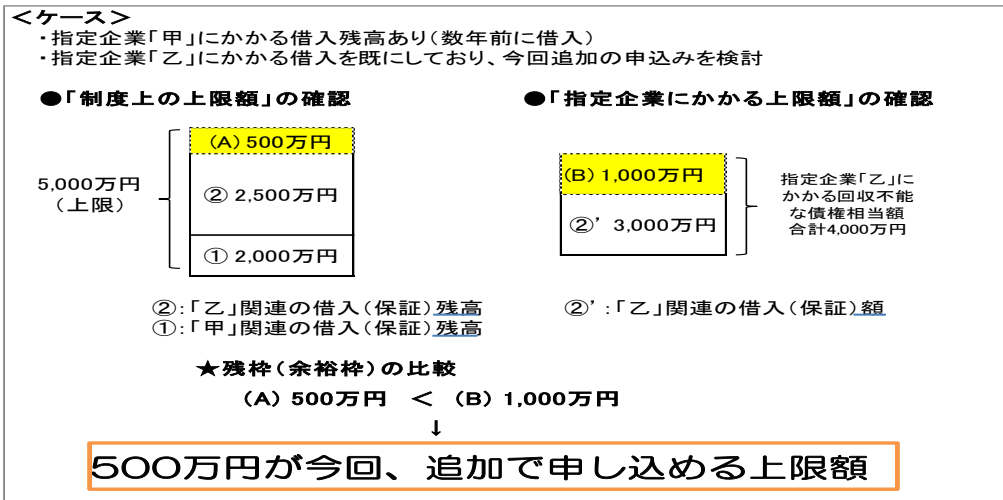 <ケース>
・指定企業「甲」にかかる借入残高あり(数年前に借入)
・指定企業「乙」にかかる借入を既にしており、今回追加の申込みを検討
●「制度上の上限額」の確認
●「指定企業にかかる上限額」の確認
(A) 500万円
② 2,500万円
① 2,000万円
5,000万円
(上限)
(B) 1,000万円
②’ 3,000万円
指定企業「乙」に
かかる回収不能
な債権相当額
合計4,000万円
②:「乙」関連の借入(保証)残高
①:「甲」関連の借入(保証)残高
②’:「乙」関連の借入(保証)額
★残枠(余裕枠)の比較
(A) 500万円 < (B) 1,000万円
↓
500万円が今回、追加で申し込める上限額